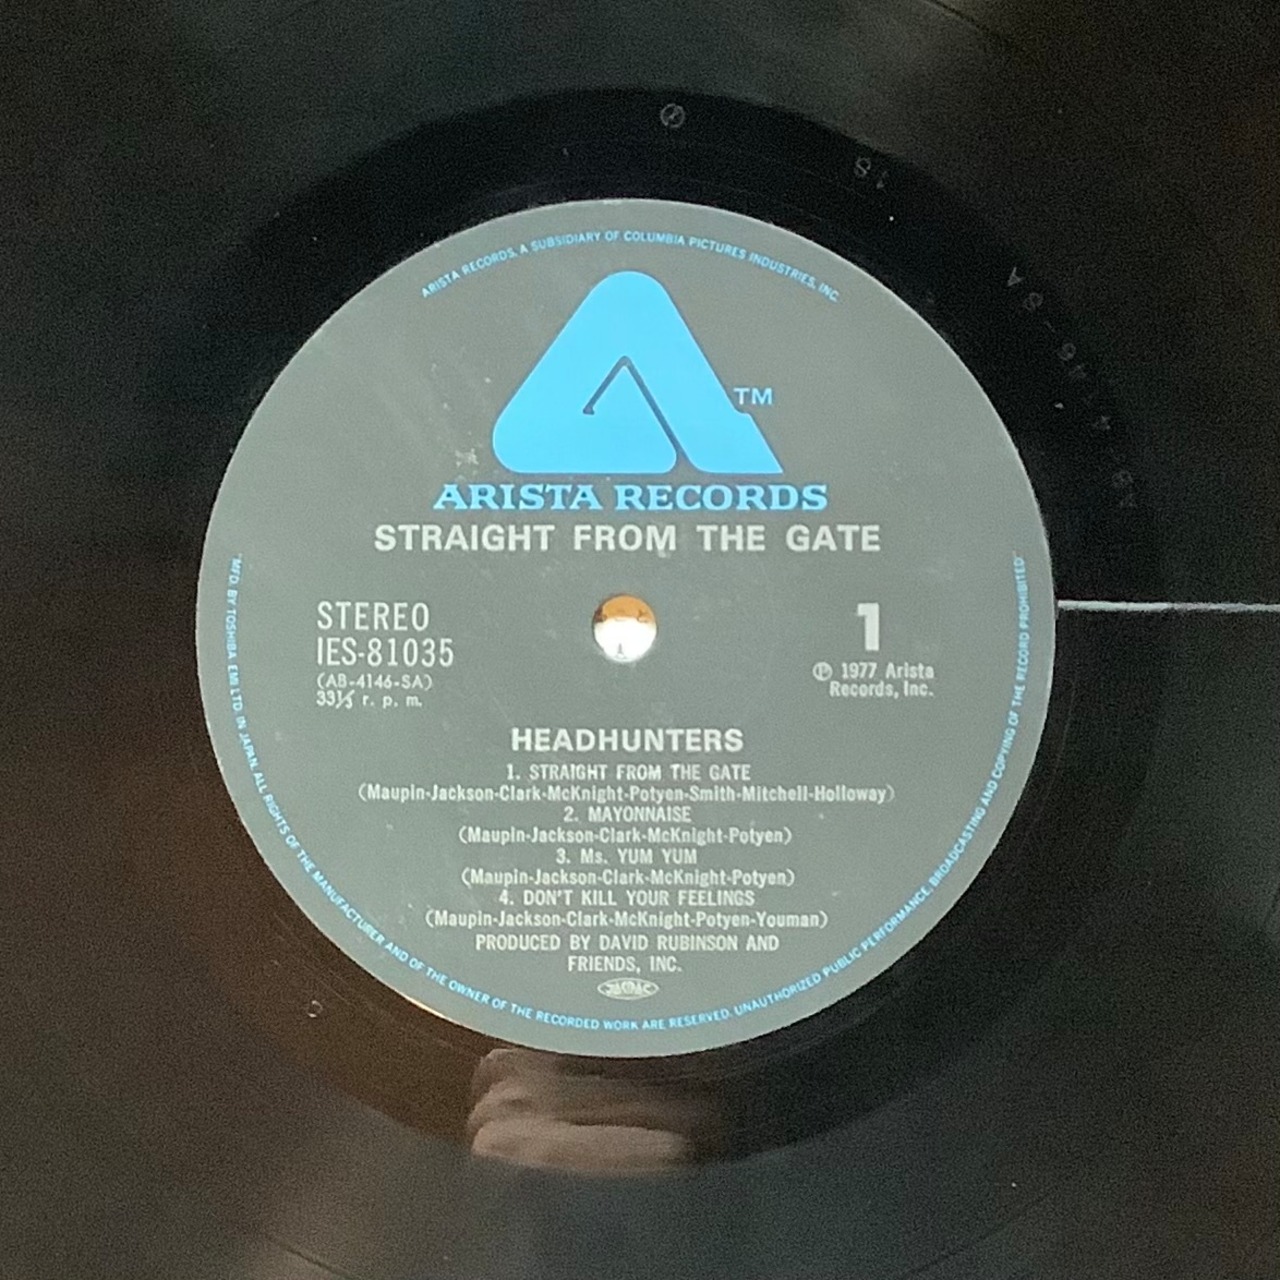 ARISTA RECORDS, A SUBSIDIARY OF COLUMBIA PICTURES INDUSTRIES, INC.
TM
ARISTA RECORDS
STRAIGHT FROM THE GATE
STEREO
IES-81035
(AB-4146-SA)
33⅓ r. p. m.
1
Ⓟ 1977 Arista
Records, Inc.
HEADHUNTERS
1. STRAIGHT FROM THE GATE
(Maupin-Jackson-Clark-McKnight-Potyen-Smith-Mitchell-Holloway)
2. MAYONNAISE
(Maupin-Jackson-Clark-McKnight-Potyen)
3. Ms. YUM YUM
(Maupin-Jackson-Clark-McKnight-Potyen)
4. DON'T KILL YOUR FEELINGS
(Maupin-Jackson-Clark-McKnight-Potyen-Youman)
PRODUCED BY DAVID RUBINSON AND
FRIENDS, INC.
"MFD. BY TOSHIBA EMI LTD. IN JAPAN. ALL RIGHTS OF THE MANUFACTURER AND OF THE OWNER OF THE RECORDED WORK ARE RESERVED. UNAUTHORIZED PUBLIC PERFORMANCE, BROADCASTING AND COPYING OF THE RECORD PROHIBITED"